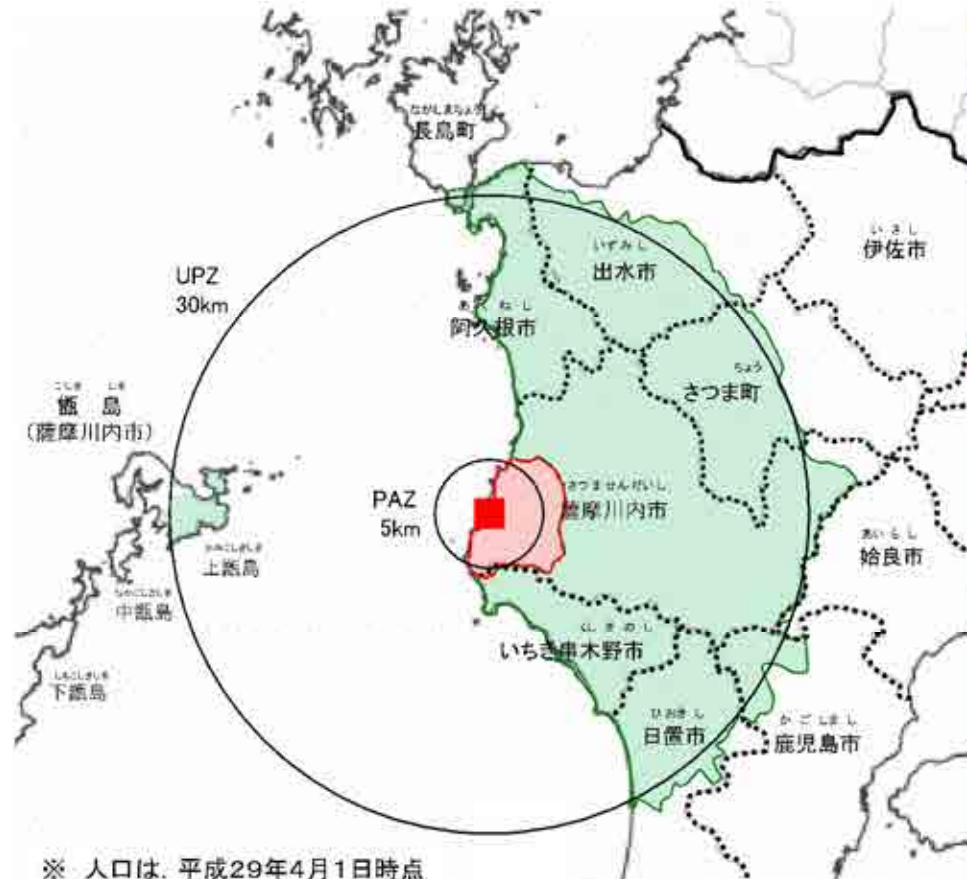 ながしまちょう
長島町
いさし
伊佐市
いずみし
出水市
UPZ
30km
あくねし
阿久根市
ちょう
さつま町
こしき しま
甑 島
(薩摩川内市)
PAZ
5km
さつませんだいし
薩摩川内市
あいらし
姶良市
かみこしきしま
上甑島
なかこしきしま
中甑島
くしきのし
いちき串木野市
しもこしきしま
下甑島
ひおきし
日置市
かごしまし
鹿児島市
※ 人口は、平成29年4月1日時点